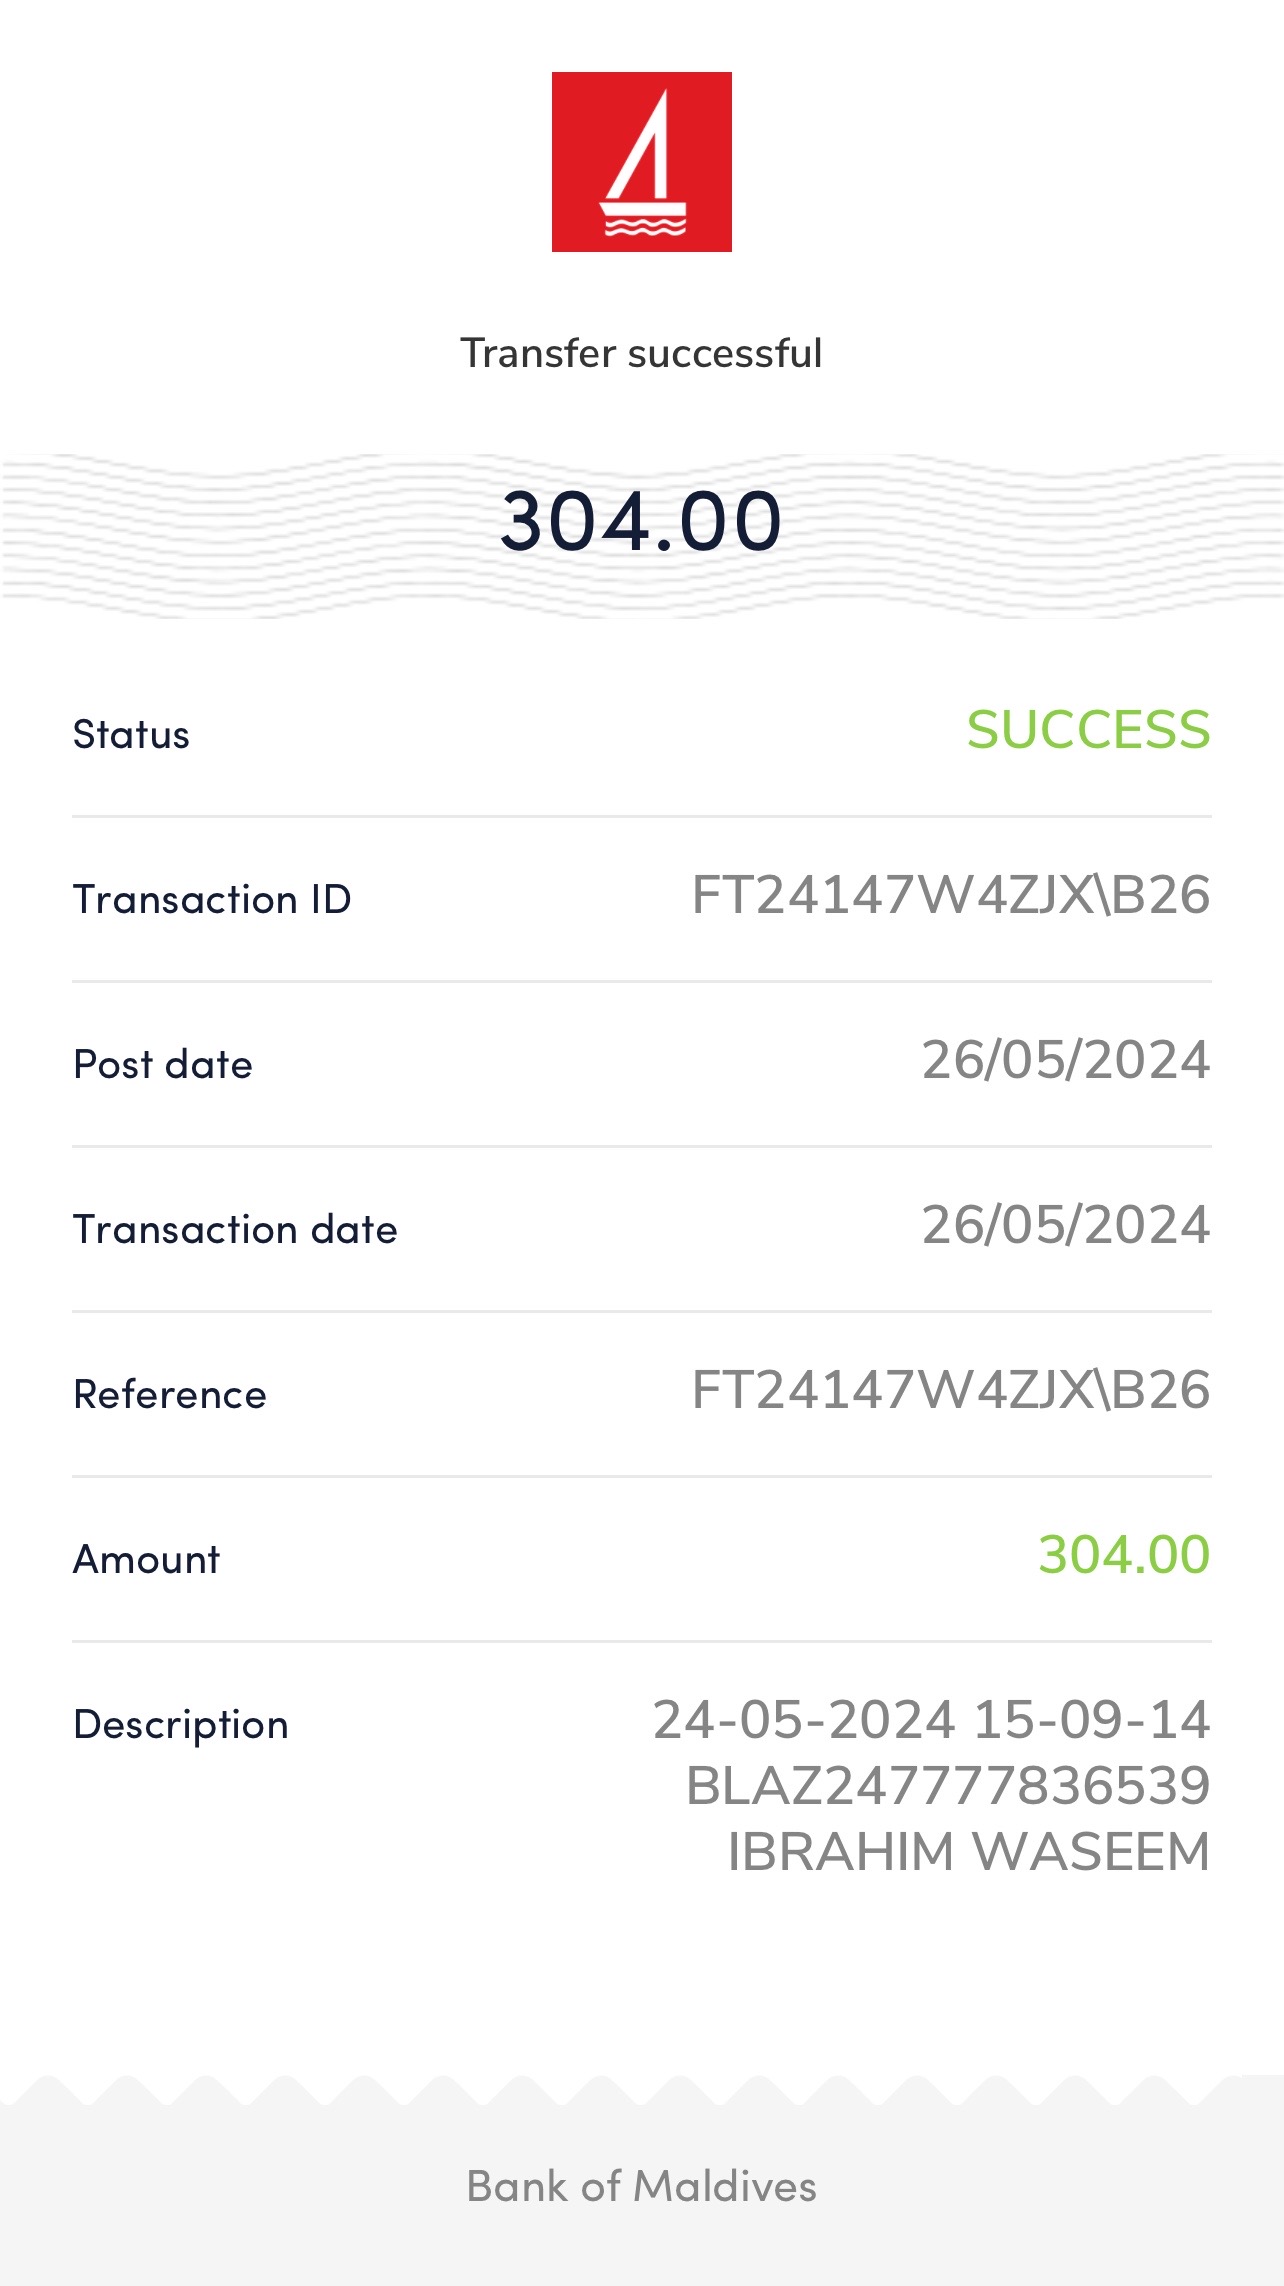 Transfer successful
304.00
Status SUCCESS
Transaction ID FT24147W4ZJX\B26
Post date 26/05/2024
Transaction date 26/05/2024
Reference FT24147W4ZJX\B26
Amount 304.00
Description 24-05-2024 15-09-14
BLAZ247777836539
IBRAHIM WASEEM
Bank of Maldives